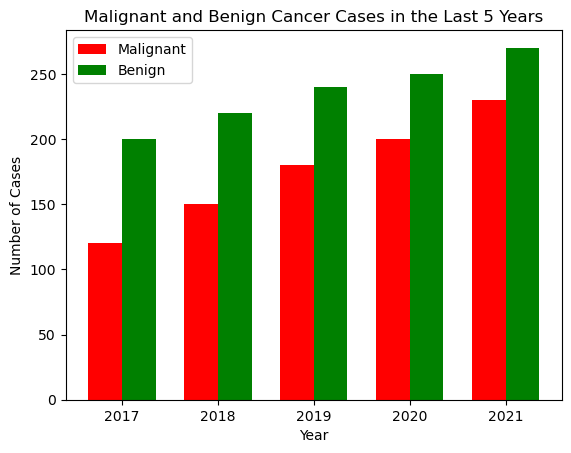 Malignant and Benign Cancer Cases in the Last 5 Years
Malignant
Benign
Number of Cases
250
200
150
100
50
0
2017 2018 2019 2020 2021
Year